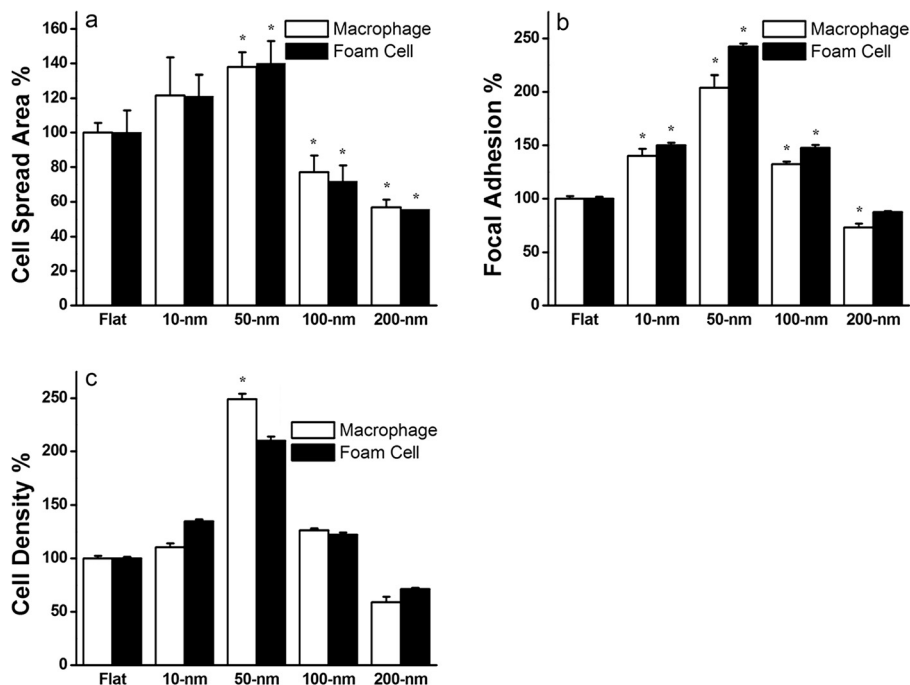 a
Cell Spread Area %
160
140
120
100
80
60
40
20
0
Macrophage
Foam Cell
* * * * * *
Flat 10-nm 50-nm 100-nm 200-nm
b
Focal Adhesion %
250
200
150
100
50
0
Macrophage
Foam Cell
* * * * * * *
Flat 10-nm 50-nm 100-nm 200-nm
c
Cell Density %
250
200
150
100
50
0
*
Macrophage
Foam Cell
Flat 10-nm 50-nm 100-nm 200-nm